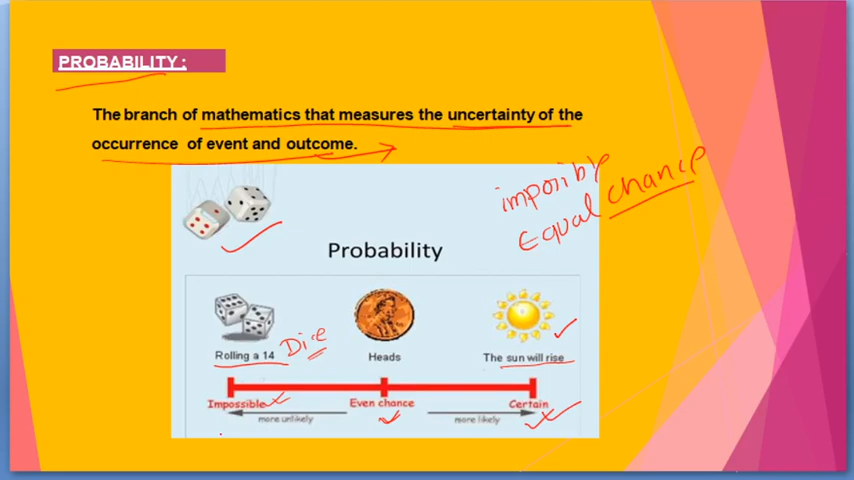 PROBABILITY :
The branch of mathematics that measures the uncertainty of the
occurrence of event and outcome.
imposibly
Equal chance
Probability
Rolling a 14 Dice
Heads
The sun will rise
Impossible
Even chance
Certain
more unlikely
more likely